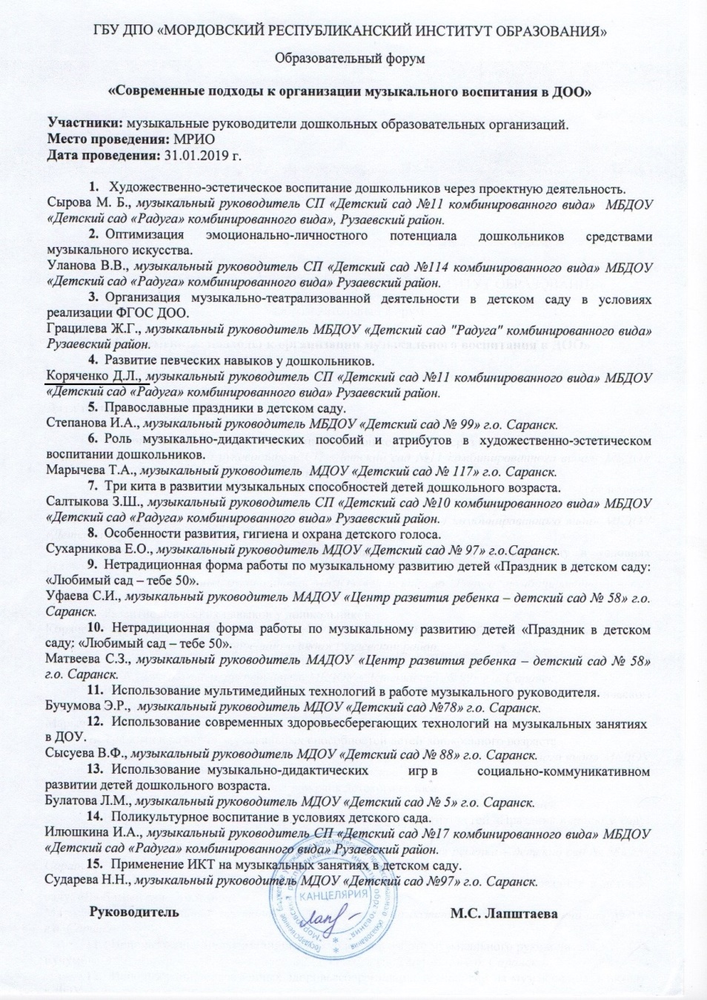 ГБУ ДПО «МОРДОВСКИЙ РЕСПУБЛИКАНСКИЙ ИНСТИТУТ ОБРАЗОВАНИЯ»
Образовательный форум
«Современные подходы к организации музыкального воспитания в ДОО»
Участники: музыкальные руководители дошкольных образовательных организаций.
Место проведения: МРИО
Дата проведения: 31.01.2019 г.
1. Художественно-эстетическое воспитание дошкольников через проектную деятельность.
Сырова М. Б., музыкальный руководитель СП «Детский сад №11 комбинированного вида» МБДОУ
«Детский сад «Радуга» комбинированного вида», Рузаевский район.
2. Оптимизация эмоционально-личностного потенциала дошкольников средствами
музыкального искусства.
Уланова В.В., музыкальный руководитель СП «Детский сад №114 комбинированного вида» МБДОУ
«Детский сад «Радуга» комбинированного вида» Рузаевский район.
3. Организация музыкально-театрализованной деятельности в детском саду в условиях
реализации ФГОС ДОО.
Грацилева Ж.Г., музыкальный руководитель МБДОУ «Детский сад "Радуга" комбинированного вида»
Рузаевский район.
4. Развитие певческих навыков у дошкольников.
Коряченко Д.Л., музыкальный руководитель СП «Детский сад №11 комбинированного вида» МБДОУ
«Детский сад «Радуга» комбинированного вида» Рузаевский район.
5. Православные праздники в детском саду.
Степанова И.А., музыкальный руководитель МБДОУ «Детский сад № 99» г.о. Саранск.
6. Роль музыкально-дидактических пособий и атрибутов в художественно-эстетическом
воспитании дошкольников.
Марычева Т.А., музыкальный руководитель МДОУ «Детский сад № 117» г.о. Саранск.
7. Три кита в развитии музыкальных способностей детей дошкольного возраста.
Салтыкова З.Ш., музыкальный руководитель СП «Детский сад №10 комбинированного вида» МБДОУ
«Детский сад «Радуга» комбинированного вида» Рузаевский район.
8. Особенности развития, гигиена и охрана детского голоса.
Сухарникова Е.О., музыкальный руководитель МДОУ «Детский сад № 97» г.о.Саранск.
9. Нетрадиционная форма работы по музыкальному развитию детей «Праздник в детском саду:
«Любимый сад – тебе 50».
Уфаева С.И., музыкальный руководитель МАДОУ «Центр развития ребенка – детский сад № 58» г.о.
Саранск.
10. Нетрадиционная форма работы по музыкальному развитию детей «Праздник в детском
саду: «Любимый сад – тебе 50».
Матвеева С.З., музыкальный руководитель МАДОУ «Центр развития ребенка – детский сад № 58»
г.о. Саранск.
11. Использование мультимедийных технологий в работе музыкального руководителя.
Бучумова Э.Р., музыкальный руководитель МДОУ «Детский сад №78» г.о. Саранск.
12. Использование современных здоровьесберегающих технологий на музыкальных занятиях
в ДОУ.
Сысуева В.Ф., музыкальный руководитель МДОУ «Детский сад № 88» г.о. Саранск.
13. Использование музыкально-дидактических игр в социально-коммуникативном
развитии детей дошкольного возраста.
Булатова Л.М., музыкальный руководитель МДОУ «Детский сад № 5» г.о. Саранск.
14. Поликультурное воспитание в условиях детского сада.
Илюшкина И.А., музыкальный руководитель СП «Детский сад №17 комбинированного вида» МБДОУ
«Детский сад «Радуга» комбинированного вида» Рузаевский район.
15. Применение ИКТ на музыкальных занятиях в детском саду.
Сударева Н.Н., музыкальный руководитель МДОУ «Детский сад №97» г.о. Саранск.
КАНЦЕЛЯРИЯ
Руководитель М.С. Лапштаева